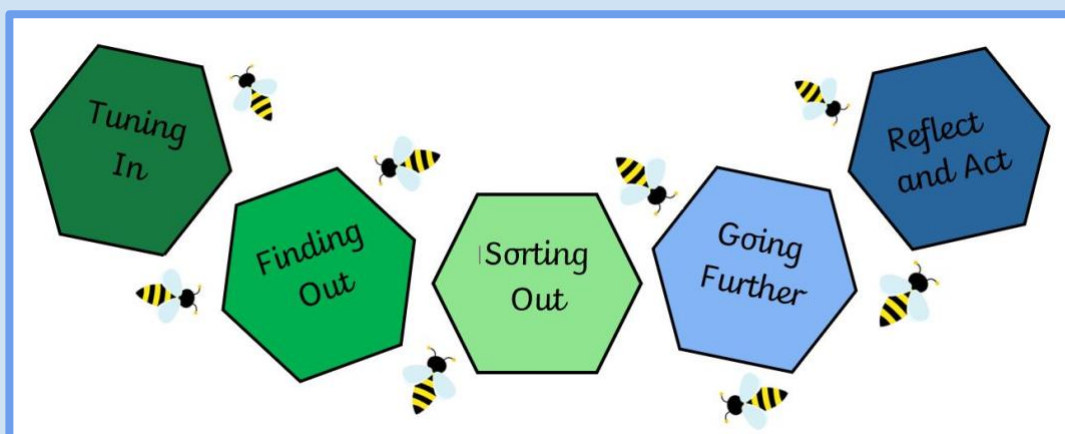 Tuning
In
Finding
Out
Sorting
Out
Going
Further
Reflect
and Act